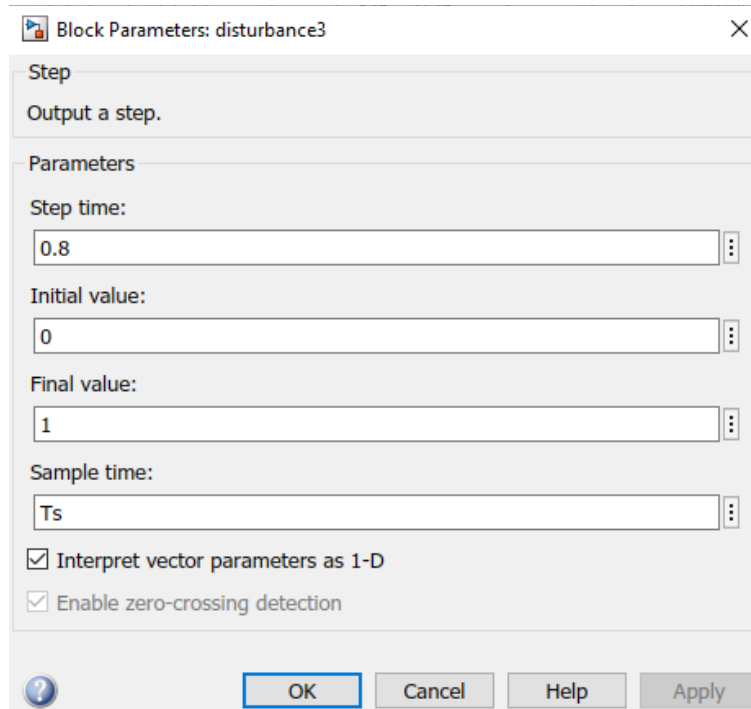 Block Parameters: disturbance3
Step
Output a step.
Parameters
Step time:
0.8
Initial value:
0
Final value:
1
Sample time:
Ts
Interpret vector parameters as 1-D
Enable zero-crossing detection
OK Cancel Help Apply